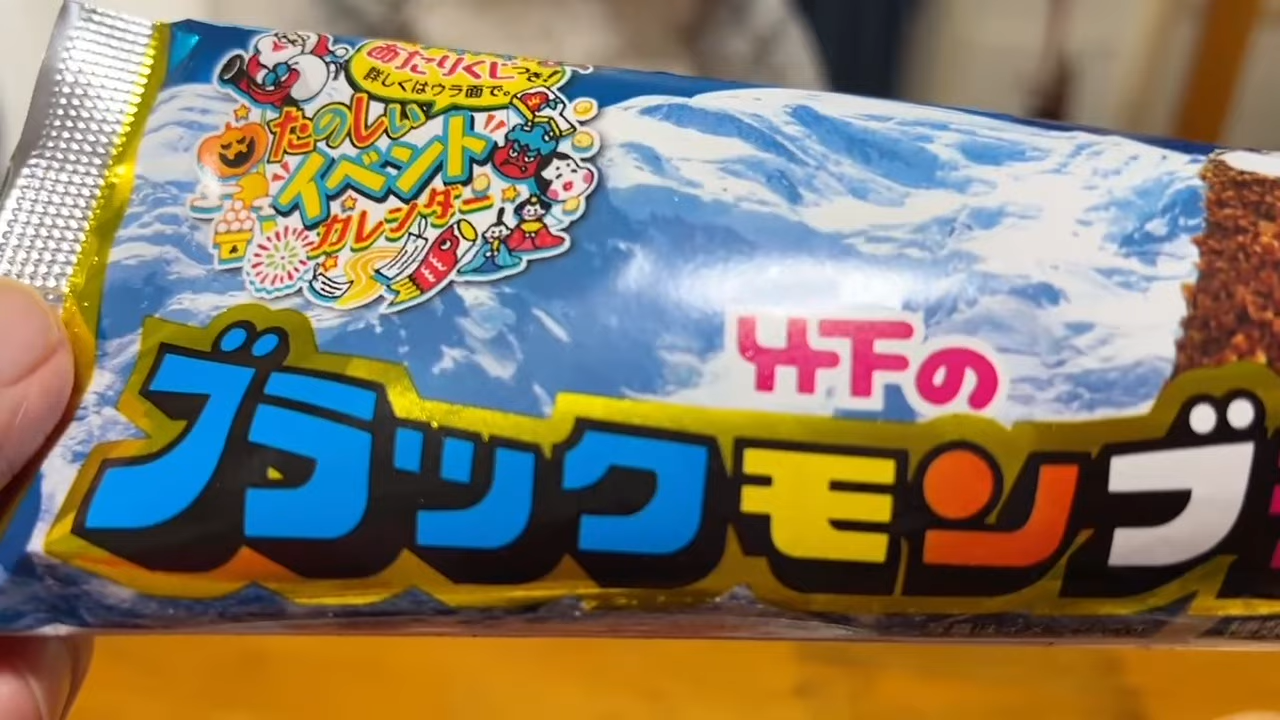 あたりくじつき!
詳しくはウラ面で。
たのしい
イベント
カレンダー
竹下の
ブラックモンブ